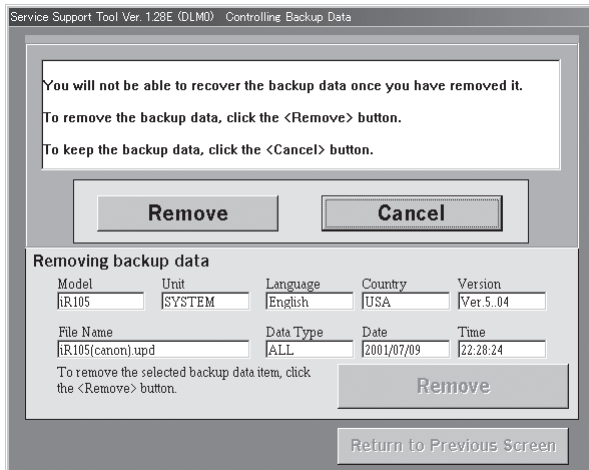 Service Support Tool Ver. 1.28E (DLM0) Controlling Backup Data
You will not be able to recover the backup data once you have removed it.
To remove the backup data, click the <Remove> button.
To keep the backup data, click the <Cancel> button.
Remove Cancel
Removing backup data
Model Unit Language Country Version
iR105 SYSTEM English USA Ver.5..04
File Name Data Type Date Time
iR105(canon).upd ALL 2001/07/09 22:28:24
To remove the selected backup data item, click
the <Remove> button.
Remove
Return to Previous Screen